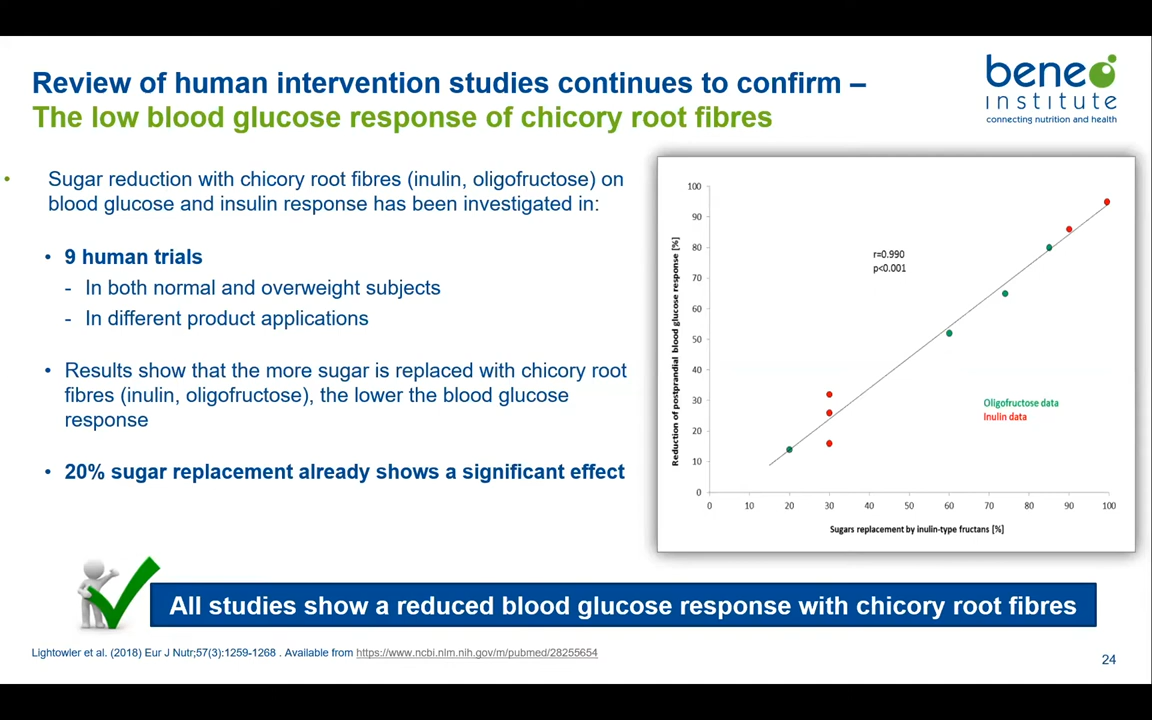 Review of human intervention studies continues to confirm –
The low blood glucose response of chicory root fibres
beneo
institute
connecting nutrition and health
• Sugar reduction with chicory root fibres (inulin, oligofructose) on
blood glucose and insulin response has been investigated in:
• 9 human trials
- In both normal and overweight subjects
- In different product applications
• Results show that the more sugar is replaced with chicory root
fibres (inulin, oligofructose), the lower the blood glucose
response
• 20% sugar replacement already shows a significant effect
Reduction of postprandial blood glucose response [%]
100
90
80
70
60
50
40
30
20
10
0
r=0.990
p<0.001
Oligofructose data
Inulin data
0 10 20 30 40 50 60 70 80 90 100
Sugars replacement by inulin-type fructans [%]
All studies show a reduced blood glucose response with chicory root fibres
Lightowler et al. (2018) Eur J Nutr;57(3):1259-1268 . Available from https://www.ncbi.nlm.nih.gov/m/pubmed/28255654
24